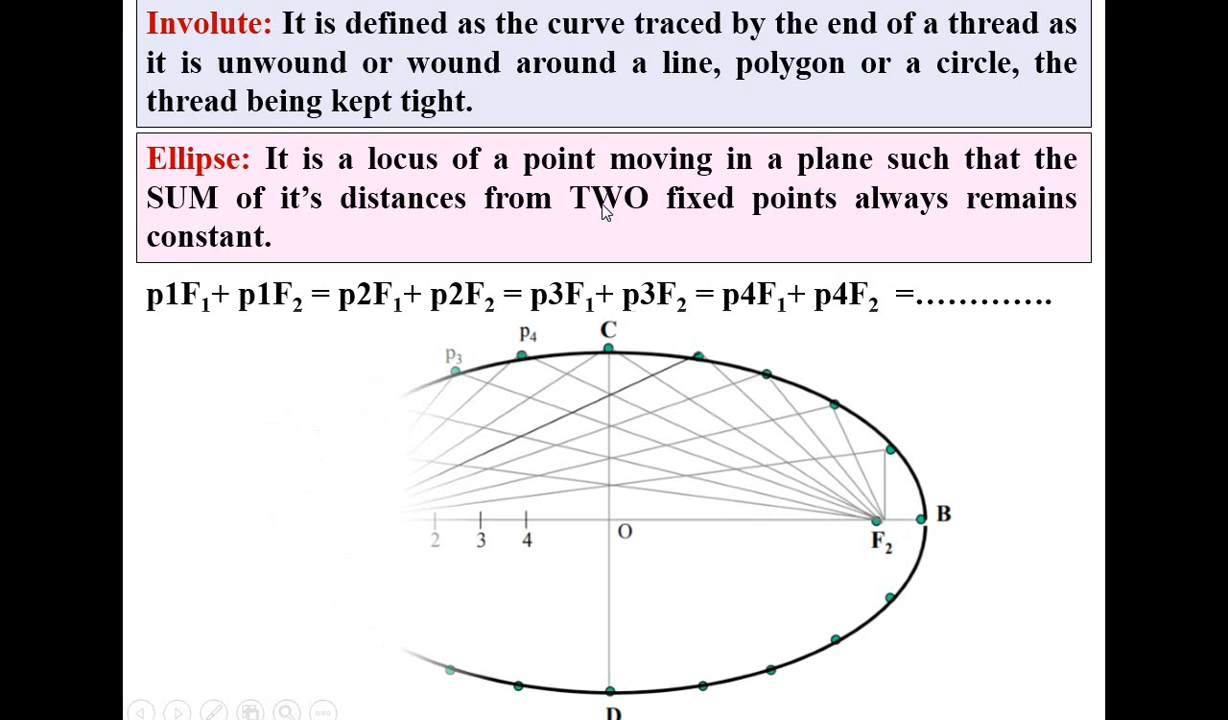 Involute: It is defined as the curve traced by the end of a thread as
it is unwound or wound around a line, polygon or a circle, the
thread being kept tight.
Ellipse: It is a locus of a point moving in a plane such that the
SUM of it’s distances from TWO fixed points always remains
constant.
p1F₁+ p1F₂ = p2F₁+ p2F₂ = p3F₁+ p3F₂ = p4F₁+ p4F₂ =………….
C
p₄
p₃
B
2 3 4 O F₂
D